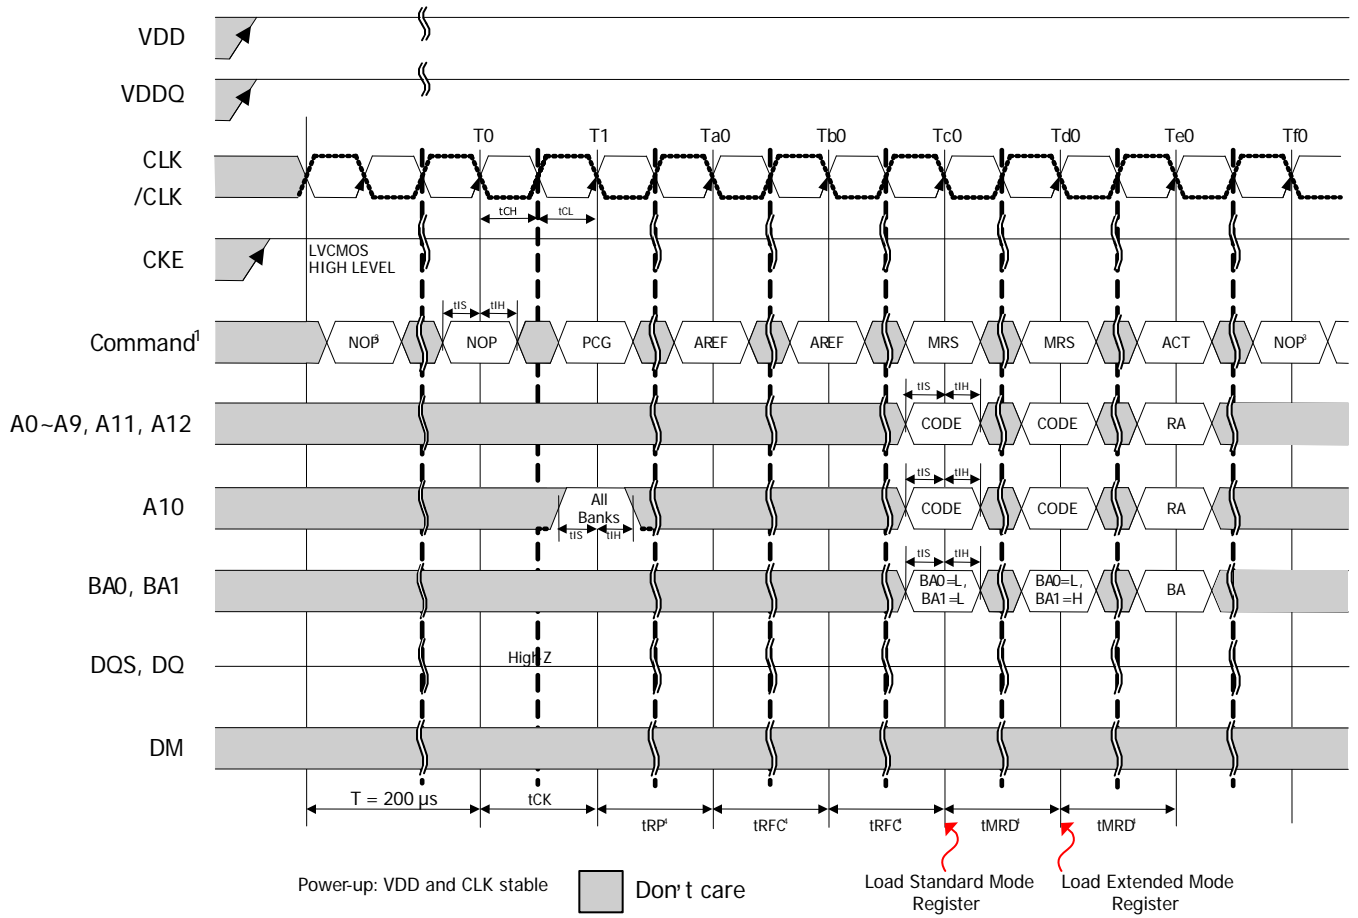 VDD
VDDQ
T0 T1 Ta0 Tb0 Tc0 Td0 Te0 Tf0
CLK
/CLK
tCH tCL
CKE
LVCMOS
HIGH LEVEL
tIS tIH
Command1 NOP3 NOP PCG AREF AREF MRS MRS ACT NOP3
tIS tIH
A0~A9, A11, A12 CODE CODE RA
tIS tIH
A10 All
Banks CODE CODE RA
tIS tIH
tIS tIH
BA0, BA1 BA0=L,
BA1=L BA0=L,
BA1=H BA
High-Z
DQS, DQ
DM
T = 200 µs tCK
tRP4 tRFC4 tRFC4 tMRD4 tMRD4
Power-up: VDD and CLK stable Don't care
Load Standard Mode
Register
Load Extended Mode
Register